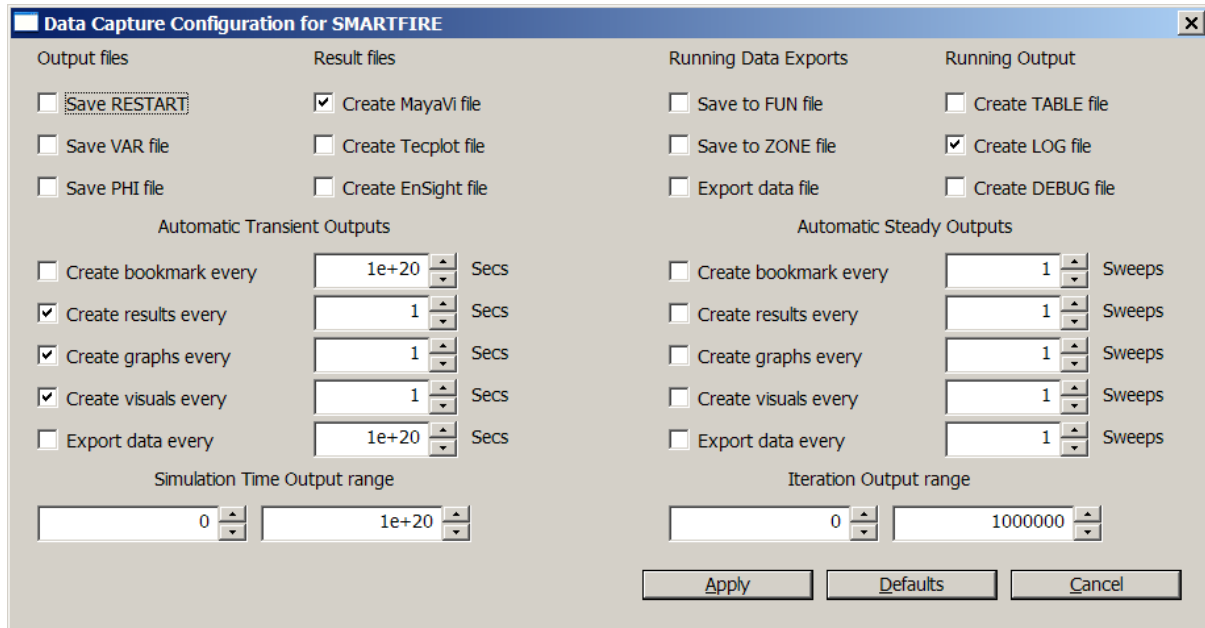 Data Capture Configuration for SMARTFIRE
Output files Result files Running Data Exports Running Output
Save RESTART Create MayaVi file Save to FUN file Create TABLE file
Save VAR file Create Tecplot file Save to ZONE file Create LOG file
Save PHI file Create EnSight file Export data file Create DEBUG file
Automatic Transient Outputs Automatic Steady Outputs
Create bookmark every 1e+20 Secs Create bookmark every 1 Sweeps
Create results every 1 Secs Create results every 1 Sweeps
Create graphs every 1 Secs Create graphs every 1 Sweeps
Create visuals every 1 Secs Create visuals every 1 Sweeps
Export data every 1e+20 Secs Export data every 1 Sweeps
Simulation Time Output range Iteration Output range
0 1e+20 0 1000000
Apply Defaults Cancel